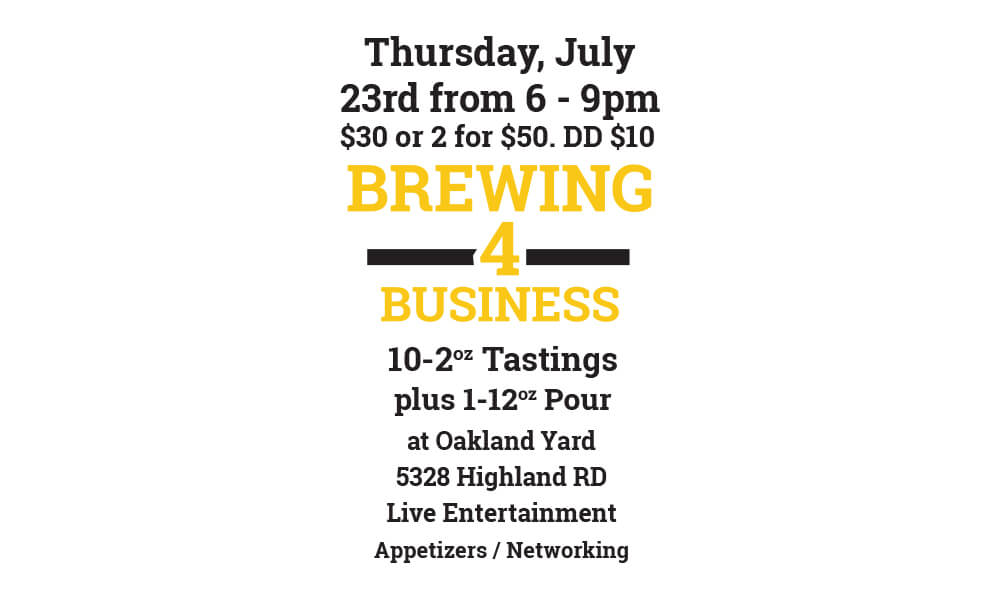 Thursday, July
23rd from 6 - 9pm
$30 or 2 for $50. DD $10
BREWING
4
BUSINESS
10-2oz Tastings
plus 1-12oz Pour
at Oakland Yard
5328 Highland RD
Live Entertainment
Appetizers / Networking